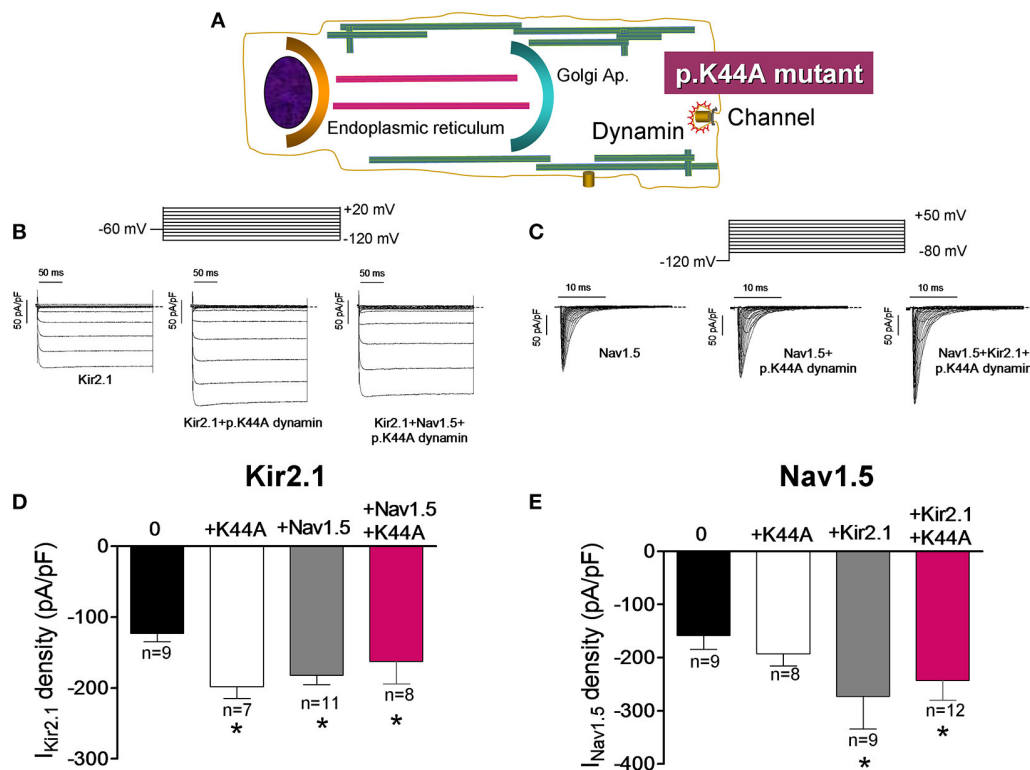 A
p.K44A mutant
Golgi Ap.
Endoplasmic reticulum
Dynamin
Channel
B
-60 mV
+20 mV
-120 mV
50 ms
50 ms
50 ms
50 pA/pF
50 pA/pF
50 pA/pF
Kir2.1
Kir2.1+p.K44A dynamin
Kir2.1+Nav1.5+
p.K44A dynamin
C
+50 mV
-80 mV
-120 mV
10 ms
10 ms
10 ms
50 pA/pF
50 pA/pF
50 pA/pF
Nav1.5
Nav1.5+
p.K44A dynamin
Nav1.5+Kir2.1+
p.K44A dynamin
D
Kir2.1
0
+K44A
+Nav1.5
+Nav1.5
+K44A
0
-100
-200
-300
IKir2.1 density (pA/pF)
n=9
n=7
n=11
n=8
*
*
*
E
Nav1.5
0
+K44A
+Kir2.1
+Kir2.1
+K44A
0
-100
-200
-300
-400
INav1.5 density (pA/pF)
n=9
n=8
n=9
n=12
*
*